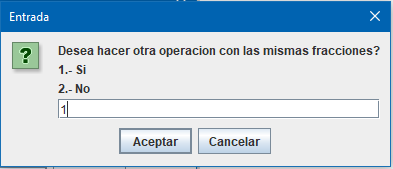 Entrada
Desea hacer otra operacion con las mismas fracciones?
1.- Si
2.- No
1
Aceptar Cancelar